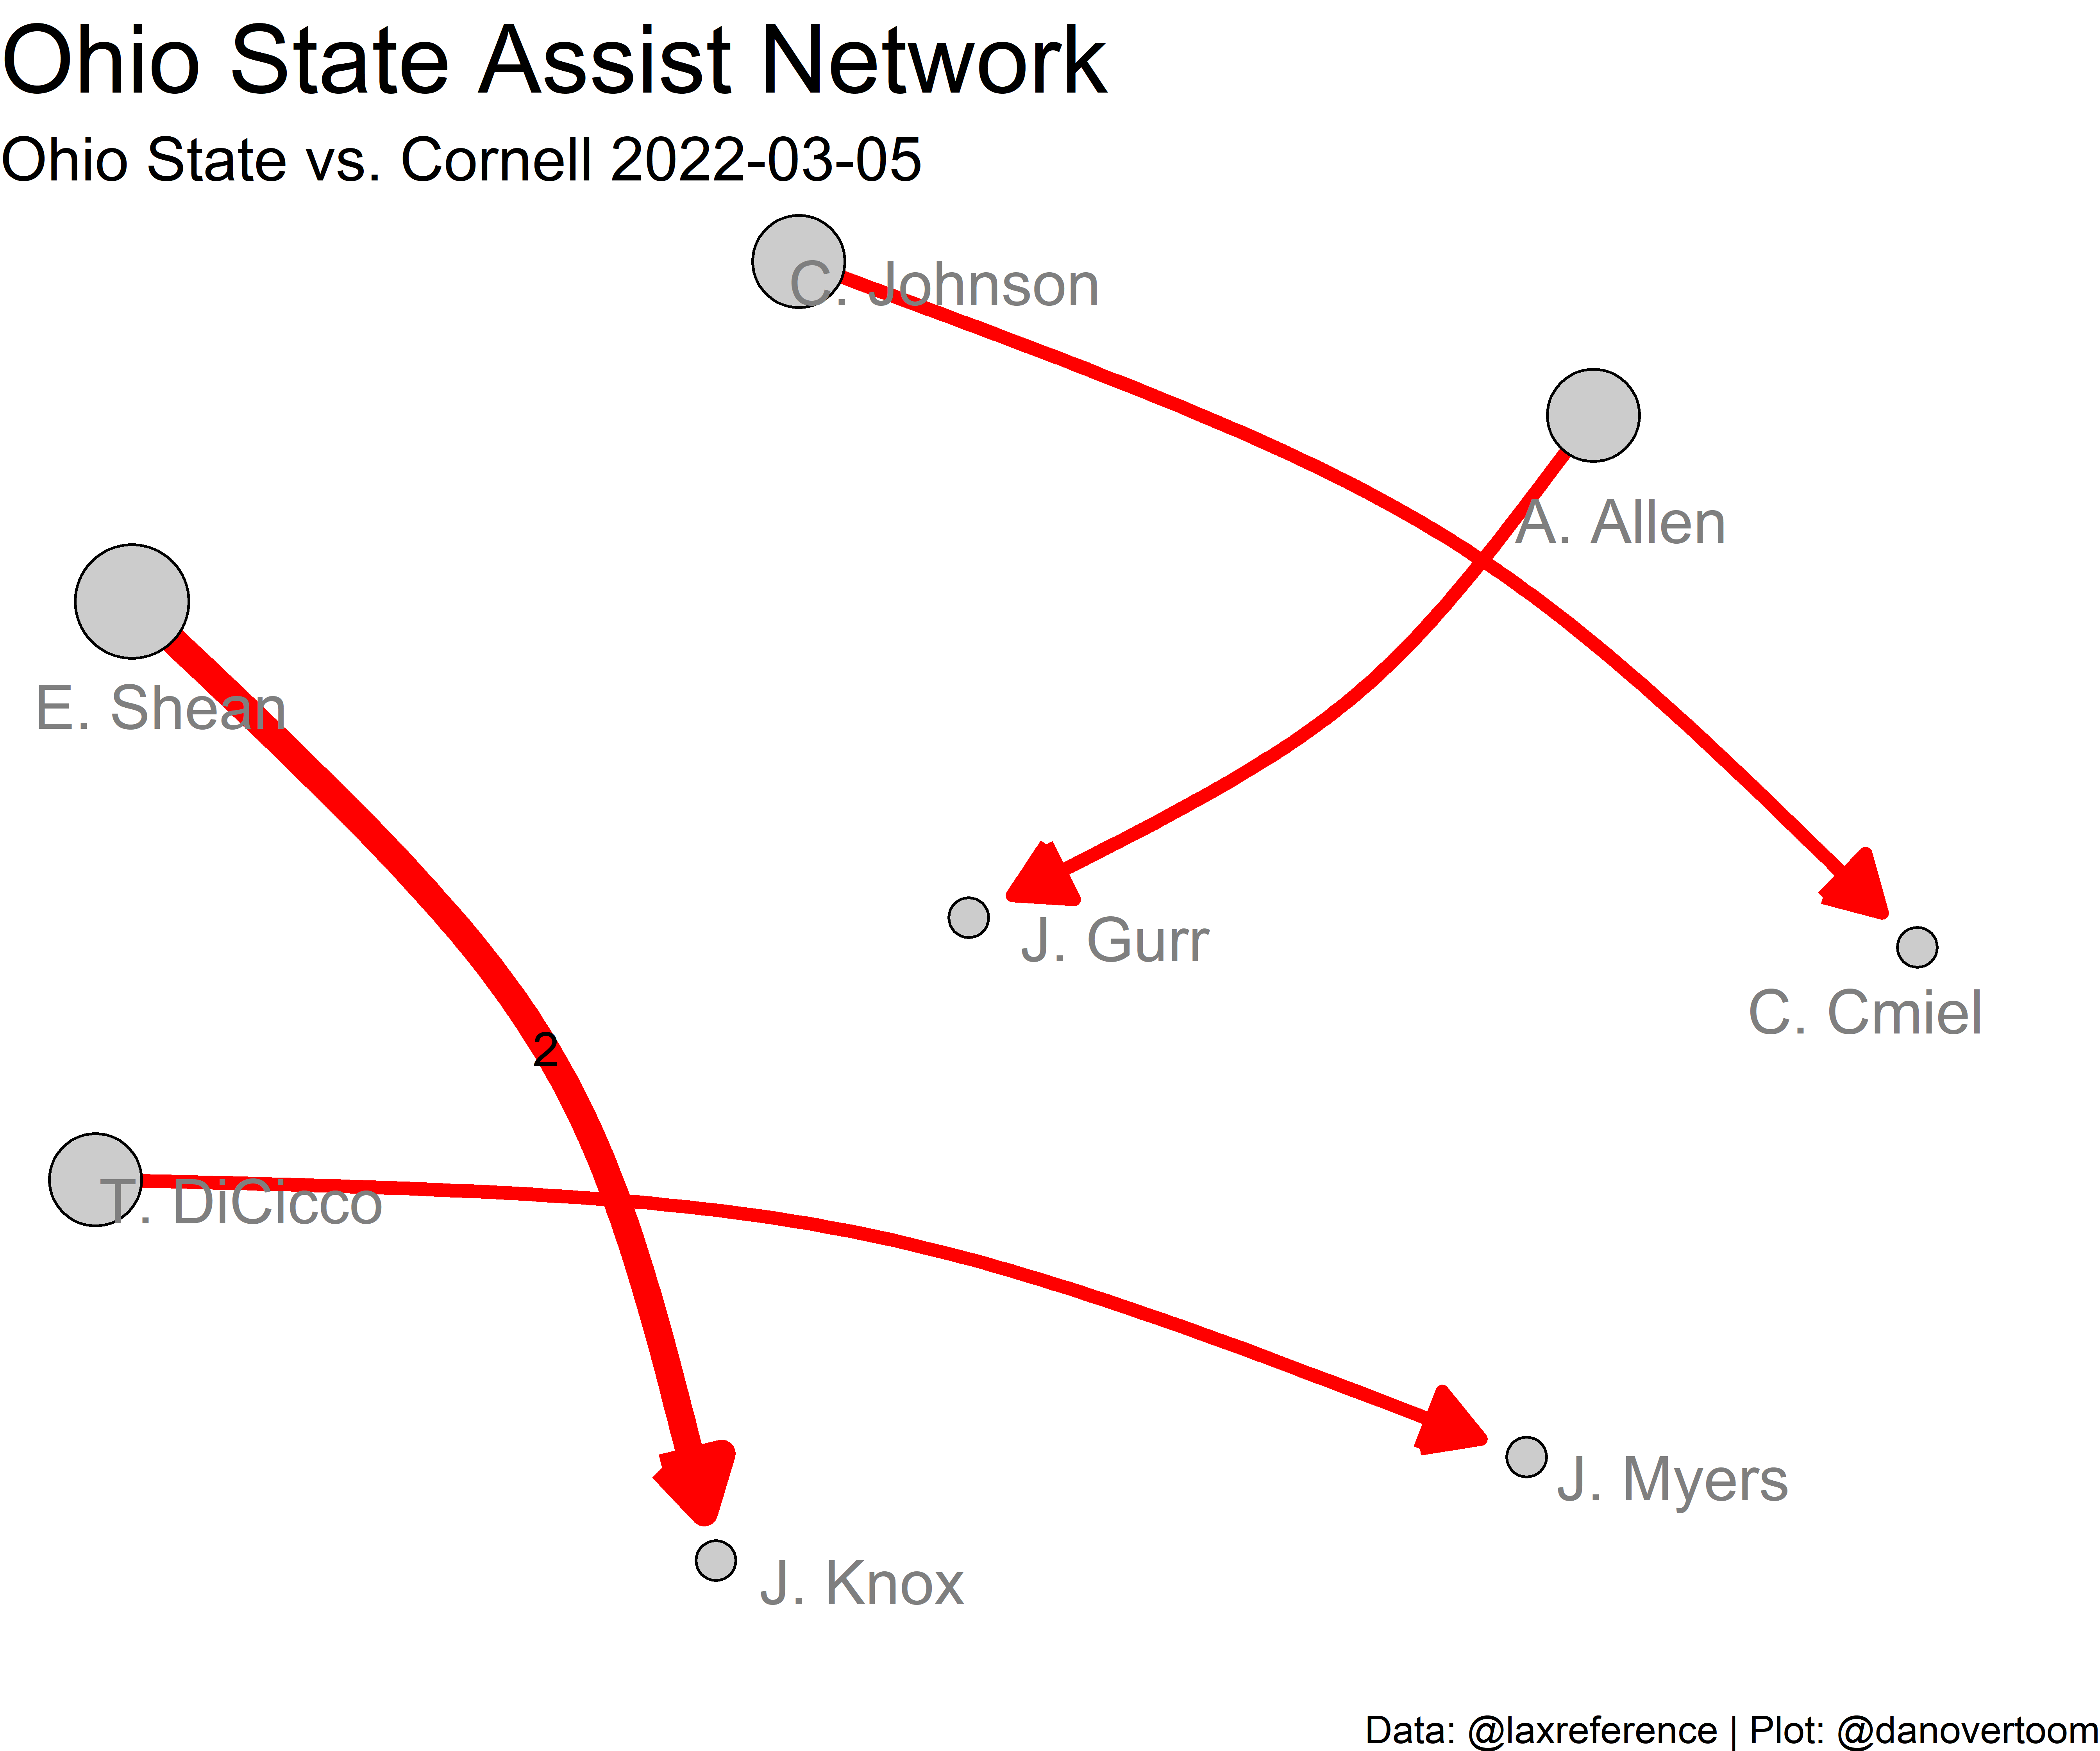 Ohio State Assist Network
Ohio State vs. Cornell 2022-03-05
C. Johnson
A. Allen
E. Shean
J. Gurr
C. Cmiel
2
T. DiCicco
J. Myers
J. Knox
Data: @laxreference | Plot: @danovertoom